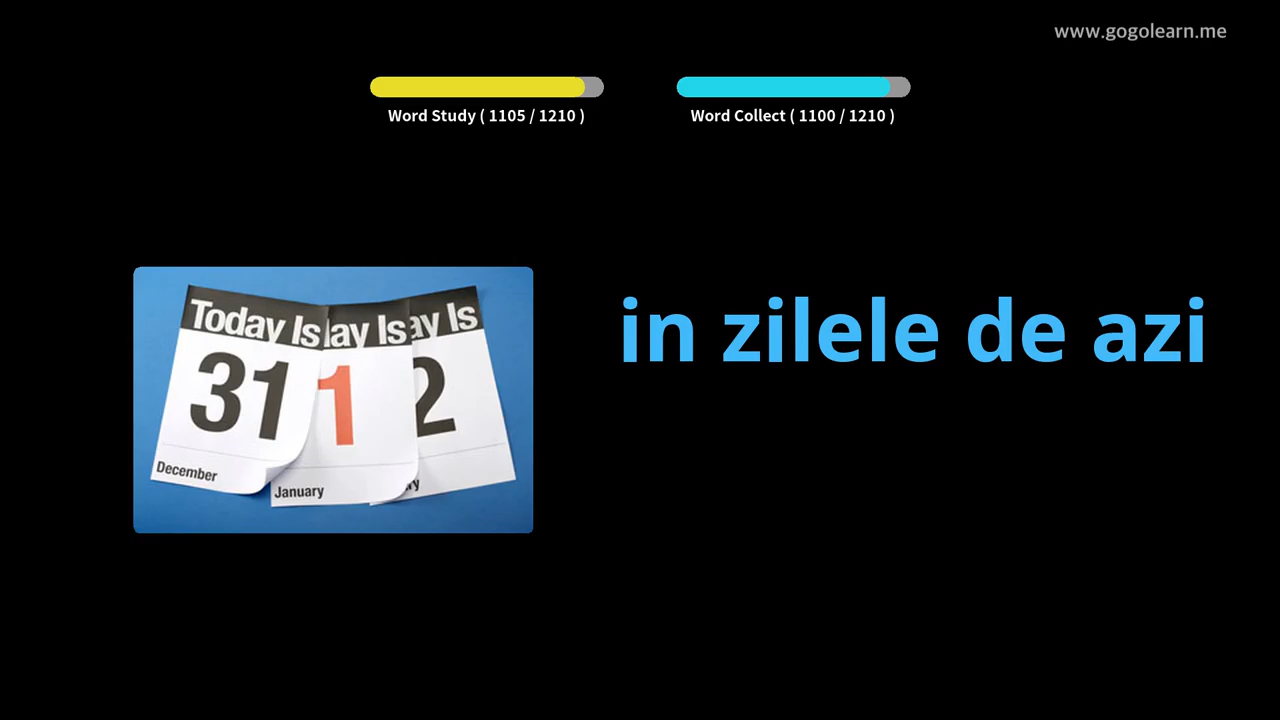 www.gogolearn.me
Word Study ( 1105 / 1210 )
Word Collect ( 1100 / 1210 )
in zilele de azi
Today Is
ay Is
ay Is
31
1
2
December
January
ry